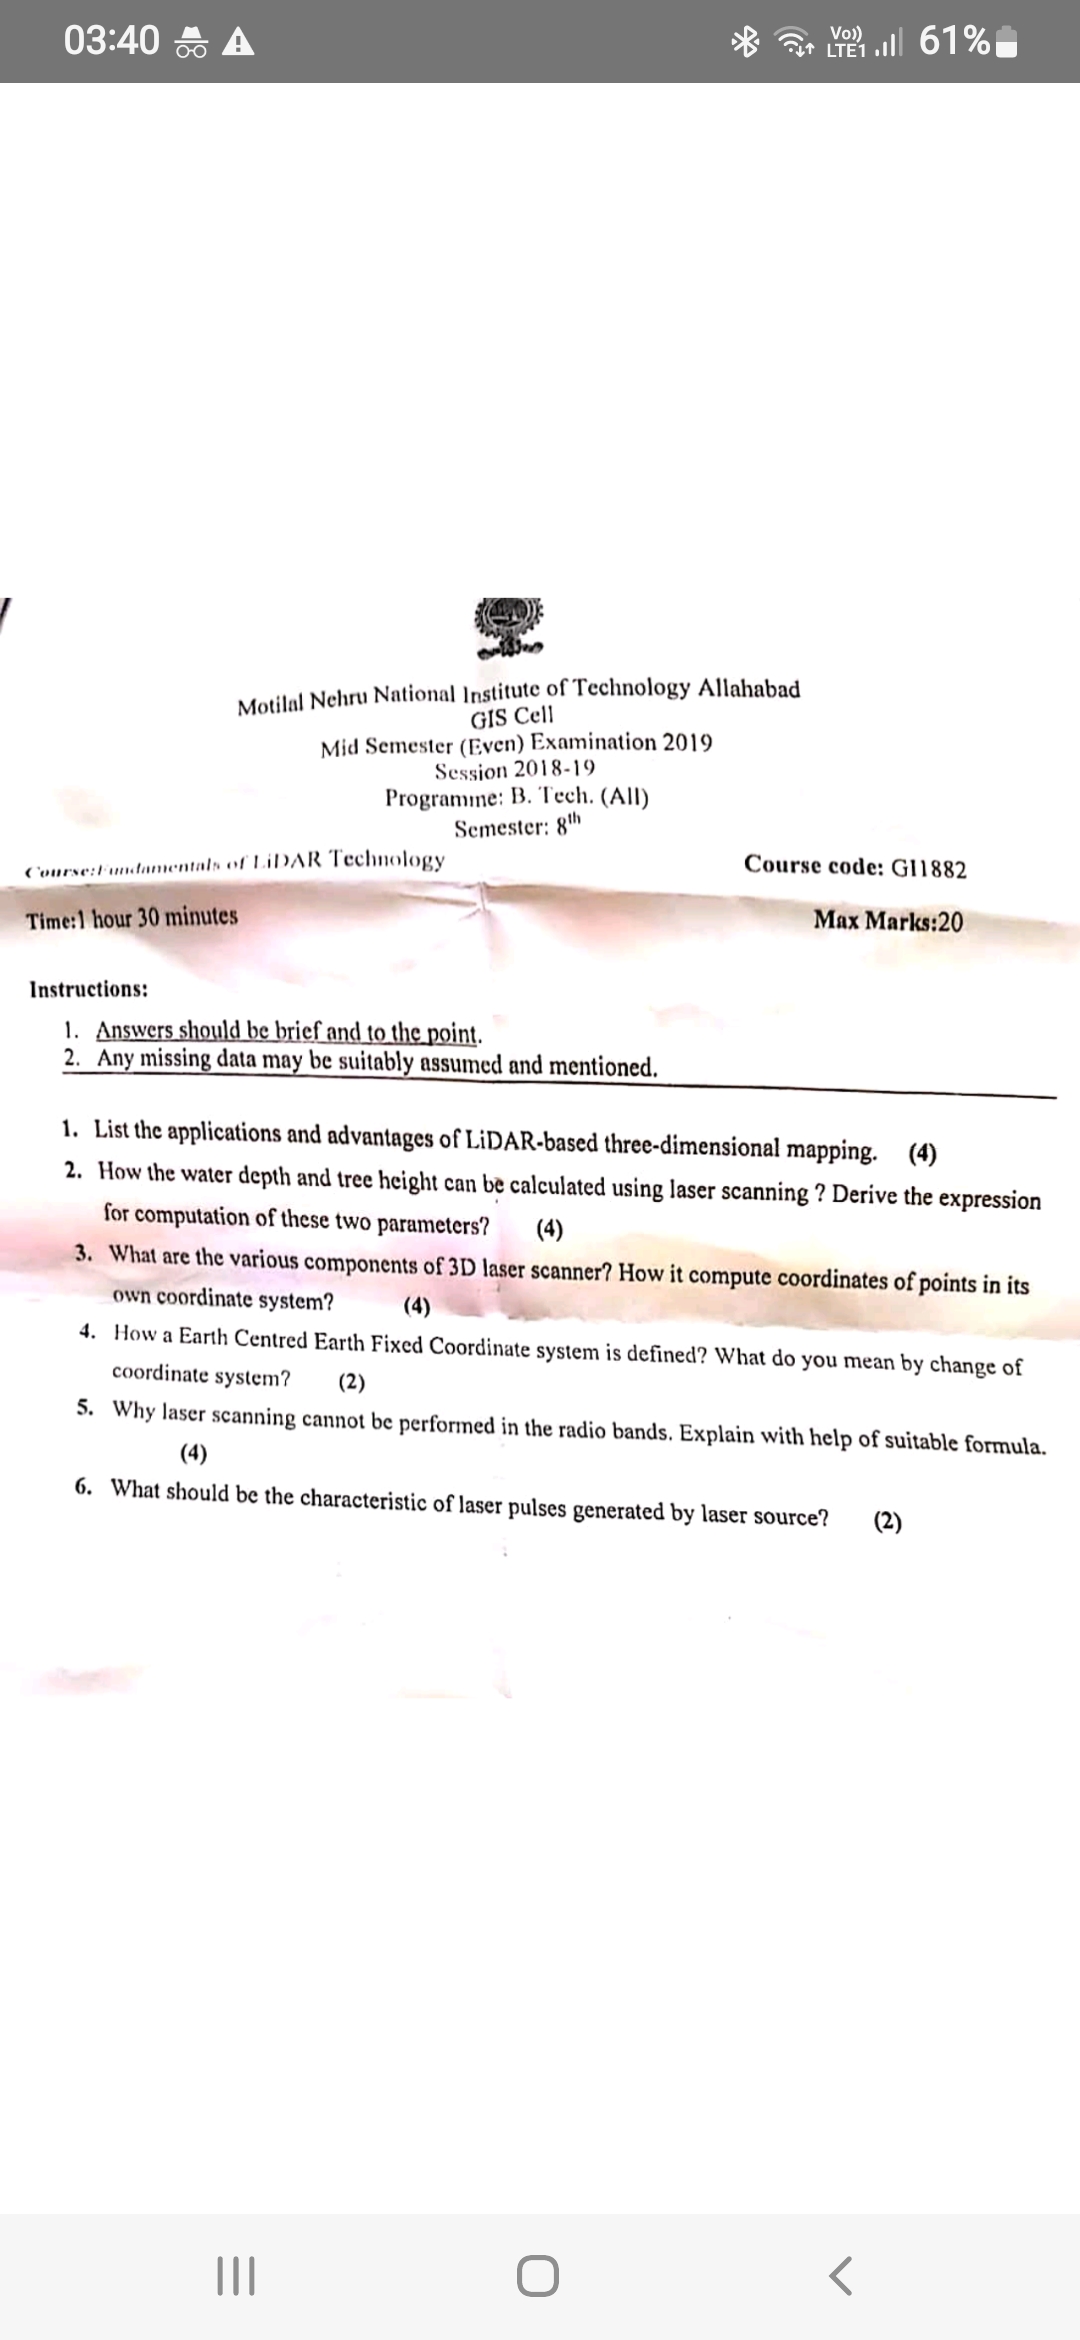 03:40
Vo)) LTE1 61%
Motilal Nehru National Institute of Technology Allahabad
GIS Cell
Mid Semester (Even) Examination 2019
Session 2018-19
Programme: B. Tech. (All)
Semester: 8th
Course:Fundamentals of LiDAR Technology Course code: GI1882
Time:1 hour 30 minutes Max Marks:20
Instructions:
1. Answers should be brief and to the point.
2. Any missing data may be suitably assumed and mentioned.
1. List the applications and advantages of LiDAR-based three-dimensional mapping. (4)
2. How the water depth and tree height can be calculated using laser scanning ? Derive the expression
for computation of these two parameters? (4)
3. What are the various components of 3D laser scanner? How it compute coordinates of points in its
own coordinate system? (4)
4. How a Earth Centred Earth Fixed Coordinate system is defined? What do you mean by change of
coordinate system? (2)
5. Why laser scanning cannot be performed in the radio bands. Explain with help of suitable formula.
(4)
6. What should be the characteristic of laser pulses generated by laser source? (2)